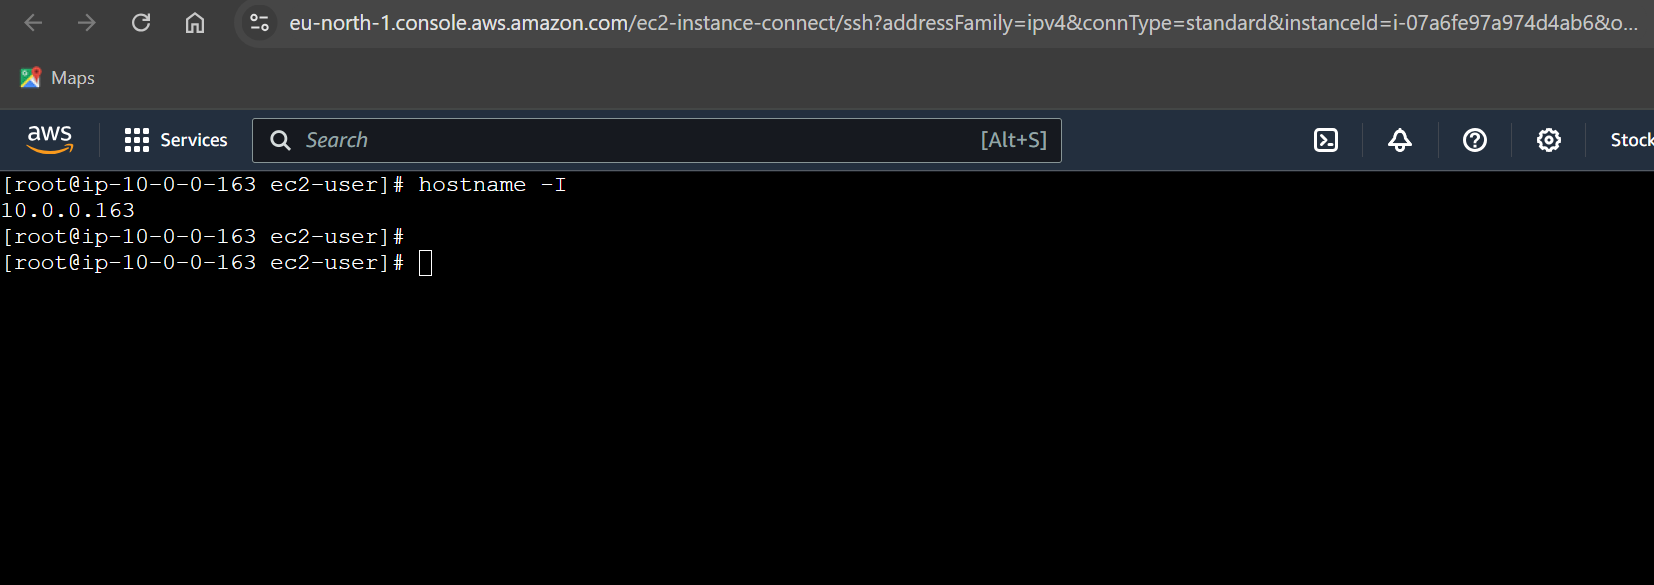 eu-north-1.console.aws.amazon.com/ec2-instance-connect/ssh?addressFamily=ipv4&connType=standard&instanceId=i-07a6fe97a974d4ab6&o...
Maps
aws Services Search [Alt+S] Stock
[root@ip-10-0-0-163 ec2-user]# hostname -I
10.0.0.163
[root@ip-10-0-0-163 ec2-user]#
[root@ip-10-0-0-163 ec2-user]#